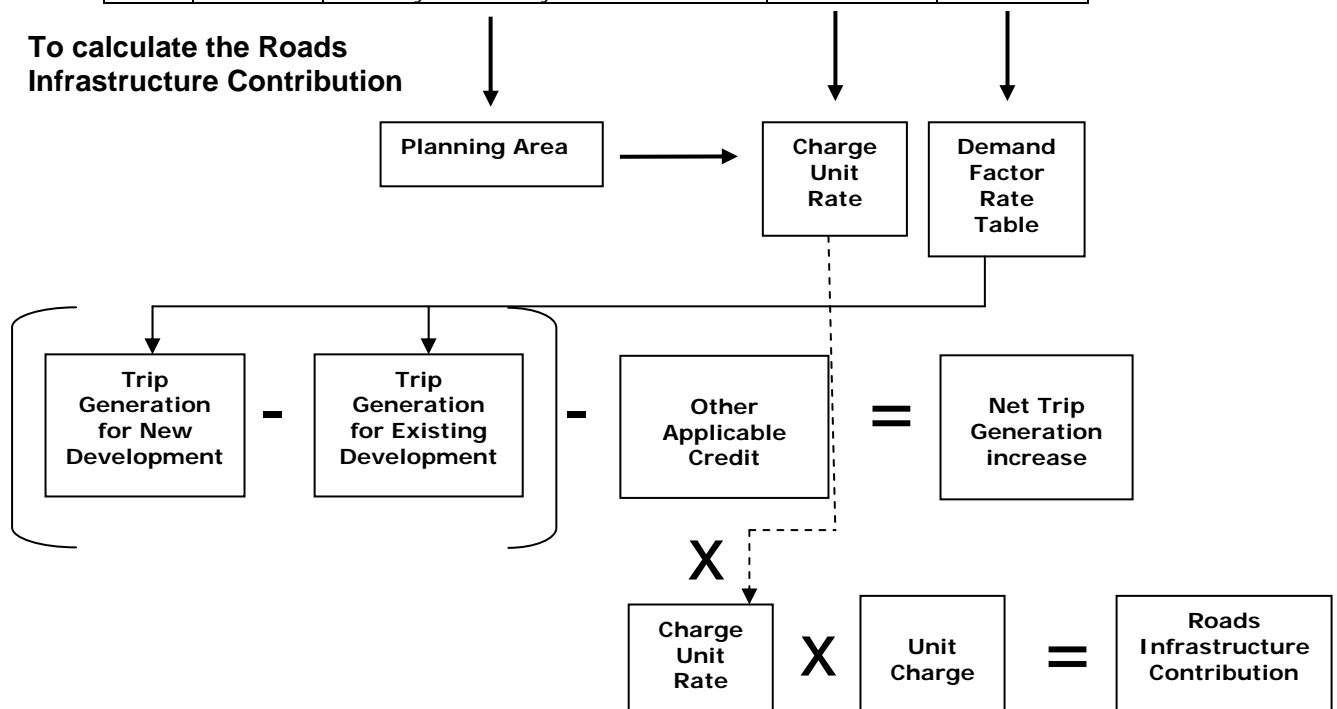 To calculate the Roads
Infrastructure Contribution
Planning Area
Charge
Unit
Rate
Demand
Factor
Rate
Table
Trip
Generation
for New
Development
-
Trip
Generation
for Existing
Development
-
Other
Applicable
Credit
=
Net Trip
Generation
increase
X
Charge
Unit
Rate
X
Unit
Charge
=
Roads
Infrastructure
Contribution